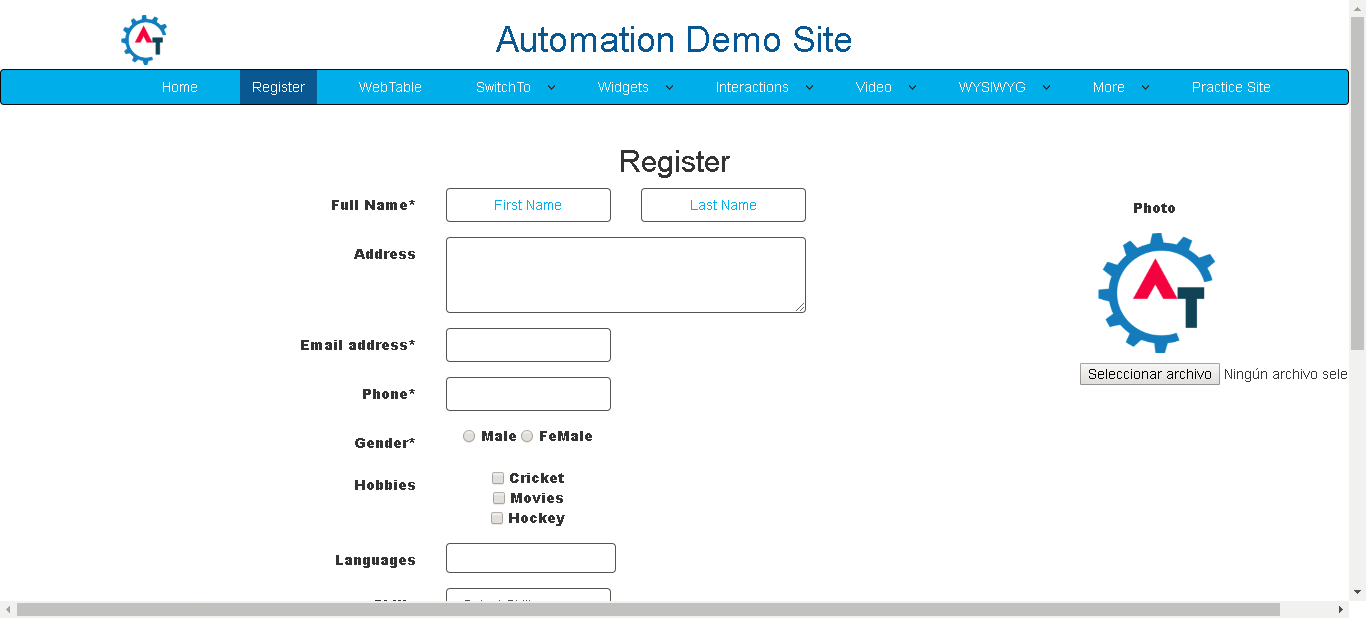 AT
Automation Demo Site
Home Register WebTable SwitchTo Widgets Interactions Video WYSIWYG More Practice Site
Register
Full Name* First Name Last Name
Photo
Address
AT
Email address*
Seleccionar archivo Ningún archivo sele
Phone*
Gender* Male FeMale
Hobbies Cricket
Movies
Hockey
Languages